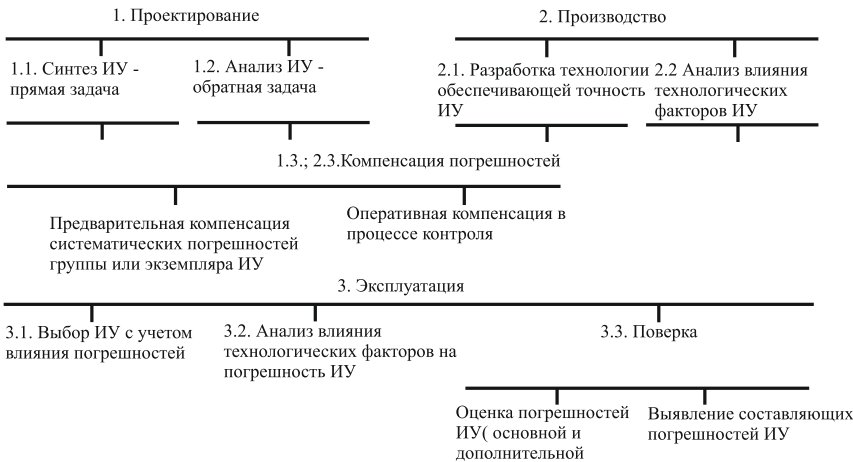 1. Проектирование
2. Производство
1.1. Синтез ИУ -
прямая задача
1.2. Анализ ИУ -
обратная задача
2.1. Разработка технологии
обеспечивающей точность
ИУ
2.2 Анализ влияния
технологических
факторов ИУ
1.3.; 2.3.Компенсация погрешностей
Предварительная компенсация
систематических погрешностей
группы или экземпляра ИУ
Оперативная компенсация в
процессе контроля
3. Эксплуатация
3.1. Выбор ИУ с учетом
влияния погрешностей
3.2. Анализ влияния
технологических факторов на
погрешность ИУ
3.3. Поверка
Оценка погрешностей
ИУ( основной и
дополнительной
Выявление составляющих
погрешностей ИУ